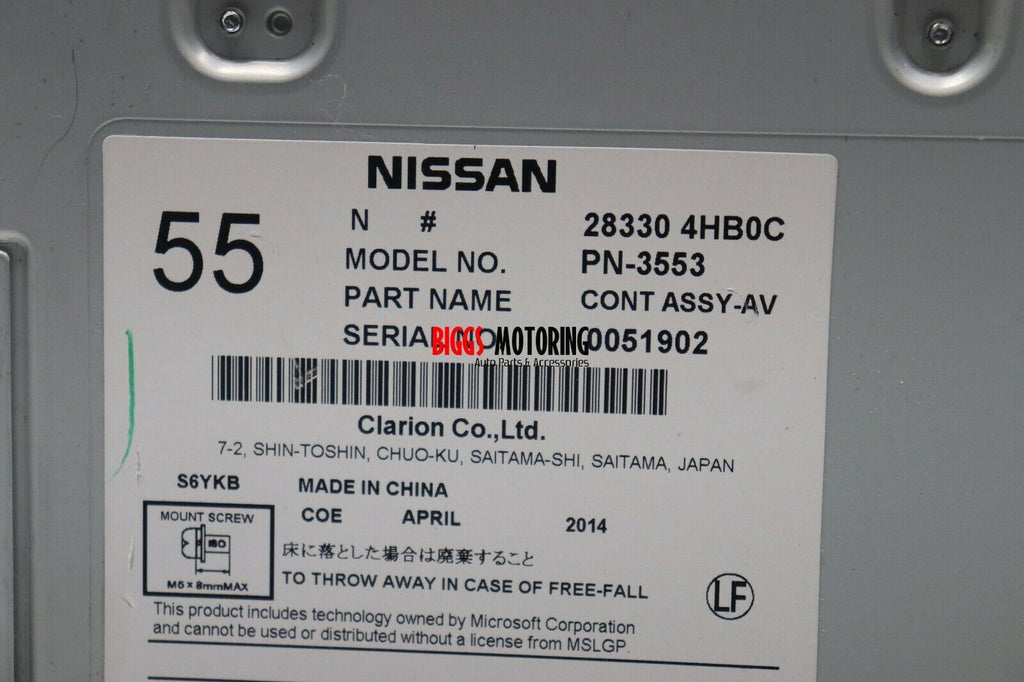 NISSAN
55
N # 28330 4HB0C
MODEL NO. PN-3553
PART NAME CONT ASSY-AV
SERIAL NO. 0051902
BIGGS MOTORING
Auto Parts & Accessories
Clarion Co.,Ltd.
7-2, SHIN-TOSHIN, CHUO-KU, SAITAMA-SHI, SAITAMA, JAPAN
S6YKB
MADE IN CHINA
COE APRIL 2014
MOUNT SCREW
M5 x 8mmMAX
床に落とした場合は廃棄すること
TO THROW AWAY IN CASE OF FREE-FALL
LF
This product includes technology owned by Microsoft Corporation
and cannot be used or distributed without a license from MSLGP.